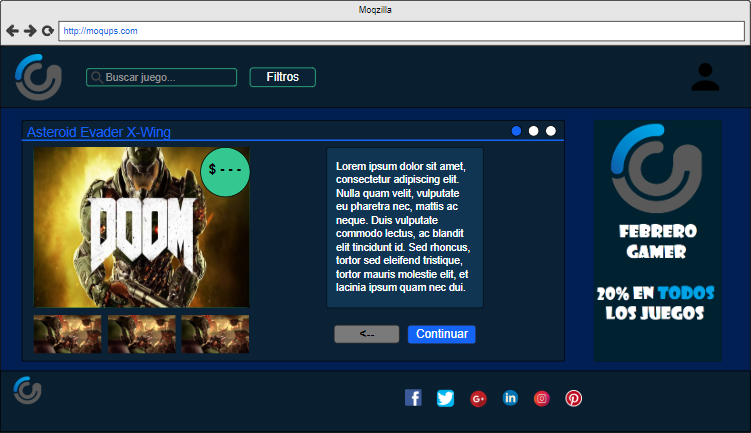 Moqzilla
http://moqups.com
Buscar juego...
Filtros
Asteroid Evader X-Wing
$ - - -
DOOM
Lorem ipsum dolor sit amet,
consectetur adipiscing elit.
Nulla quam velit, vulputate
eu pharetra nec, mattis ac
neque. Duis vulputate
commodo lectus, ac blandit
elit tincidunt id. Sed rhoncus,
tortor sed eleifend tristique,
tortor mauris molestie elit, et
lacinia ipsum quam nec dui.
<--
Continuar
FEBRERO
GAMER
20% EN TODOS
LOS JUEGOS
f
G+
in